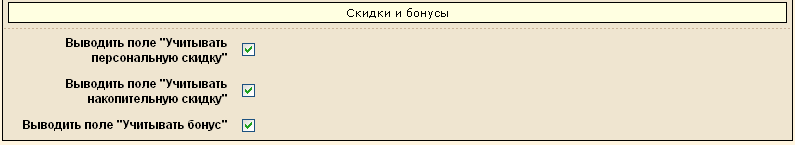 Скидки и бонусы
Выводить поле "Учитывать
персональную скидку"
Выводить поле "Учитывать
накопительную скидку"
Выводить поле "Учитывать бонус"